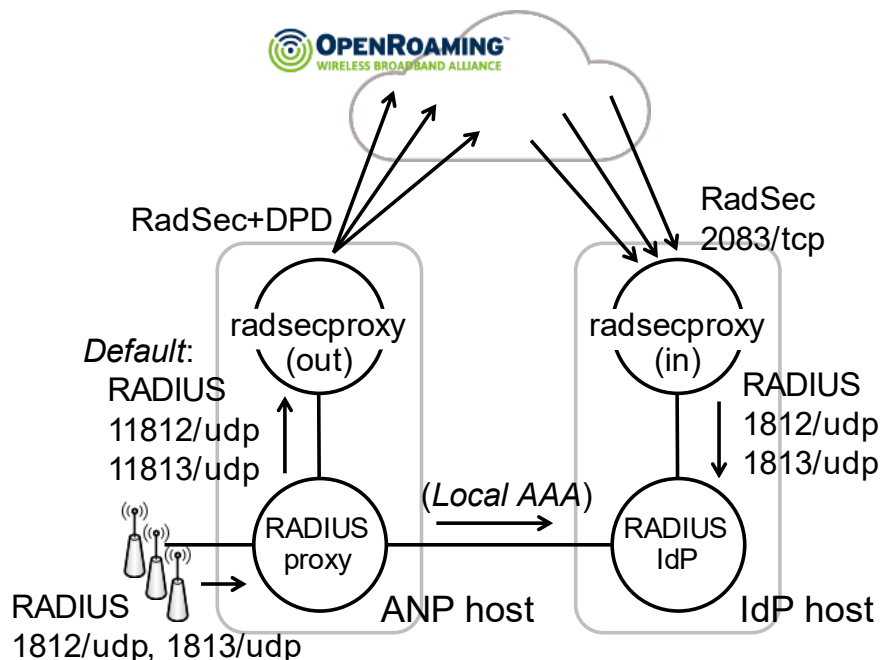 OPENROAMING™
WIRELESS BROADBAND ALLIANCE
RadSec+DPD
RadSec
2083/tcp
radsecproxy
(out)
radsecproxy
(in)
Default:
RADIUS
11812/udp
11813/udp
RADIUS
1812/udp
1813/udp
(Local AAA)
RADIUS
proxy
RADIUS
IdP
RADIUS
1812/udp, 1813/udp
ANP host
IdP host